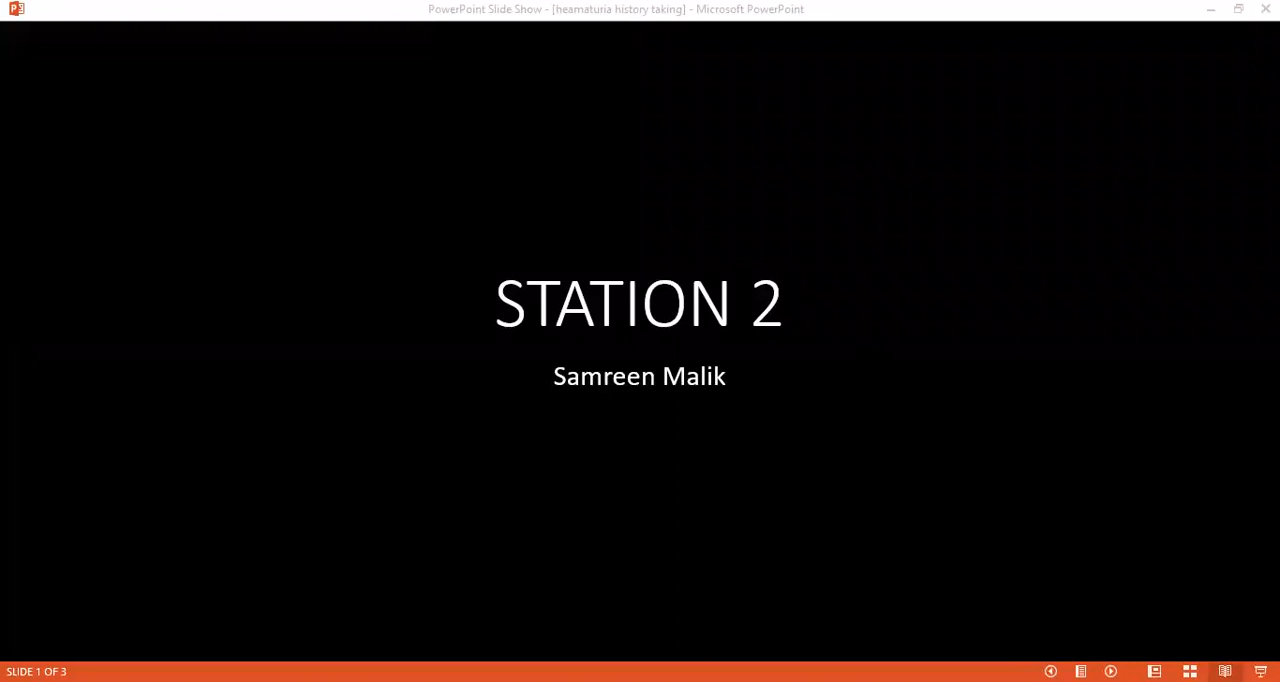 PowerPoint Slide Show - [heamaturia history taking] - Microsoft PowerPoint
STATION 2
Samreen Malik
SLIDE 1 OF 3